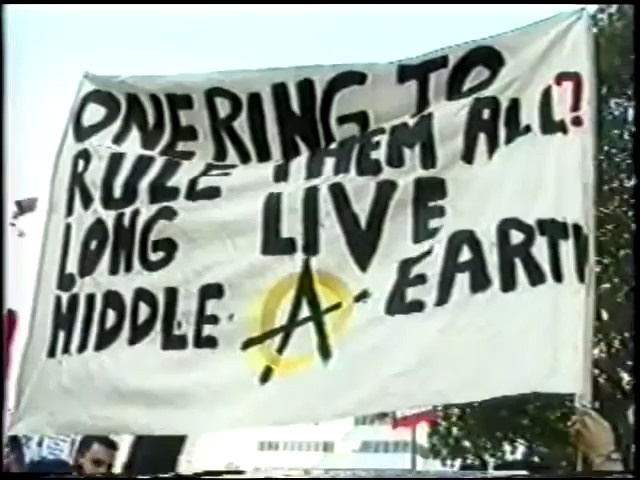 ONE RING TO
RULE THEM ALL?
LONG LIVE
MIDDLE-A-EARTH